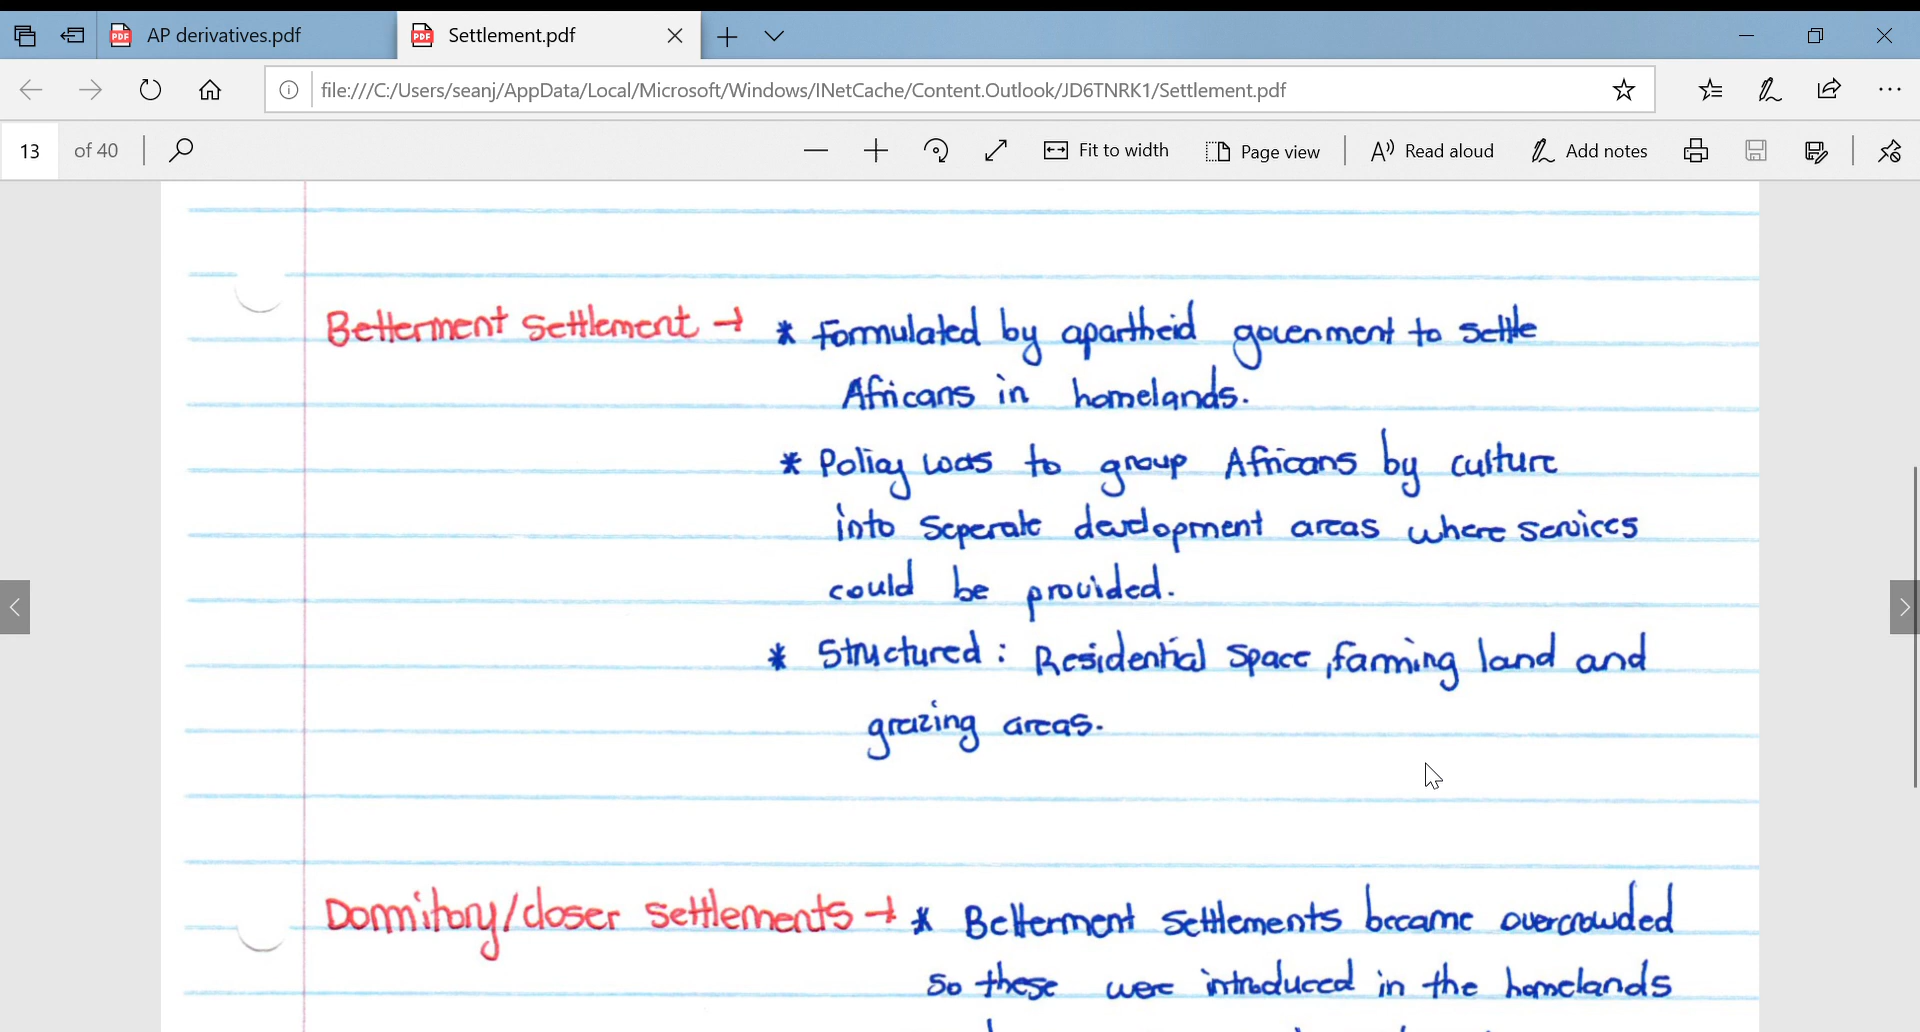 AP derivatives.pdf
Settlement.pdf
file:///C:/Users/seanj/AppData/Local/Microsoft/Windows/INetCache/Content.Outlook/JD6TNRK1/Settlement.pdf
13 of 40
Fit to width
Page view
Read aloud
Add notes
Betterment Settlement → * Formulated by apartheid govenment to settle
Africans in homelands.
* Policy was to group Africans by culture
into seperate development areas where services
could be provided.
* Structured: Residential space, farming land and
grazing areas.
Dormitory/closer settlements → * Betterment settlements became overcrowded
so these were introduced in the homelands